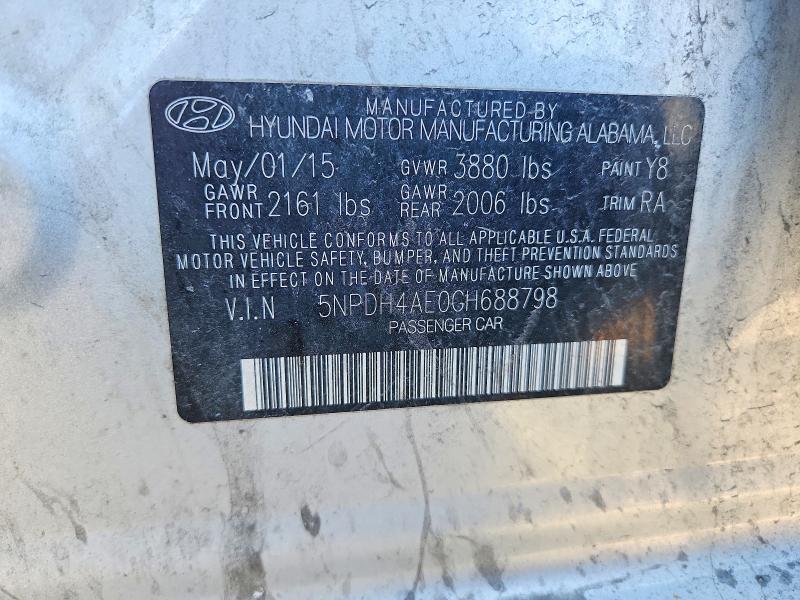 MANUFACTURED BY
HYUNDAI MOTOR MANUFACTURING ALABAMA, LLC
May/01/15 GVWR 3880 lbs PAINT Y8
GAWR FRONT 2161 lbs GAWR REAR 2006 lbs TRIM RA
THIS VEHICLE CONFORMS TO ALL APPLICABLE U.S.A. FEDERAL
MOTOR VEHICLE SAFETY, BUMPER, AND THEFT PREVENTION STANDARDS
IN EFFECT ON THE DATE OF MANUFACTURE SHOWN ABOVE
V.I.N 5NPDH4AE0GH688798
PASSENGER CAR